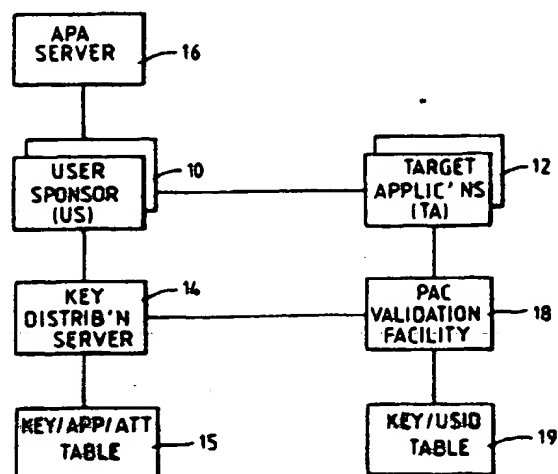 APA
SERVER
16
USER
SPONSOR
(US)
10
TARGET
APPLIC'NS
(TA)
12
KEY
DISTRIB'N
SERVER
14
PAC
VALIDATION
FACILITY
18
KEY/APP/ATT
TABLE
15
KEY/USID
TABLE
19